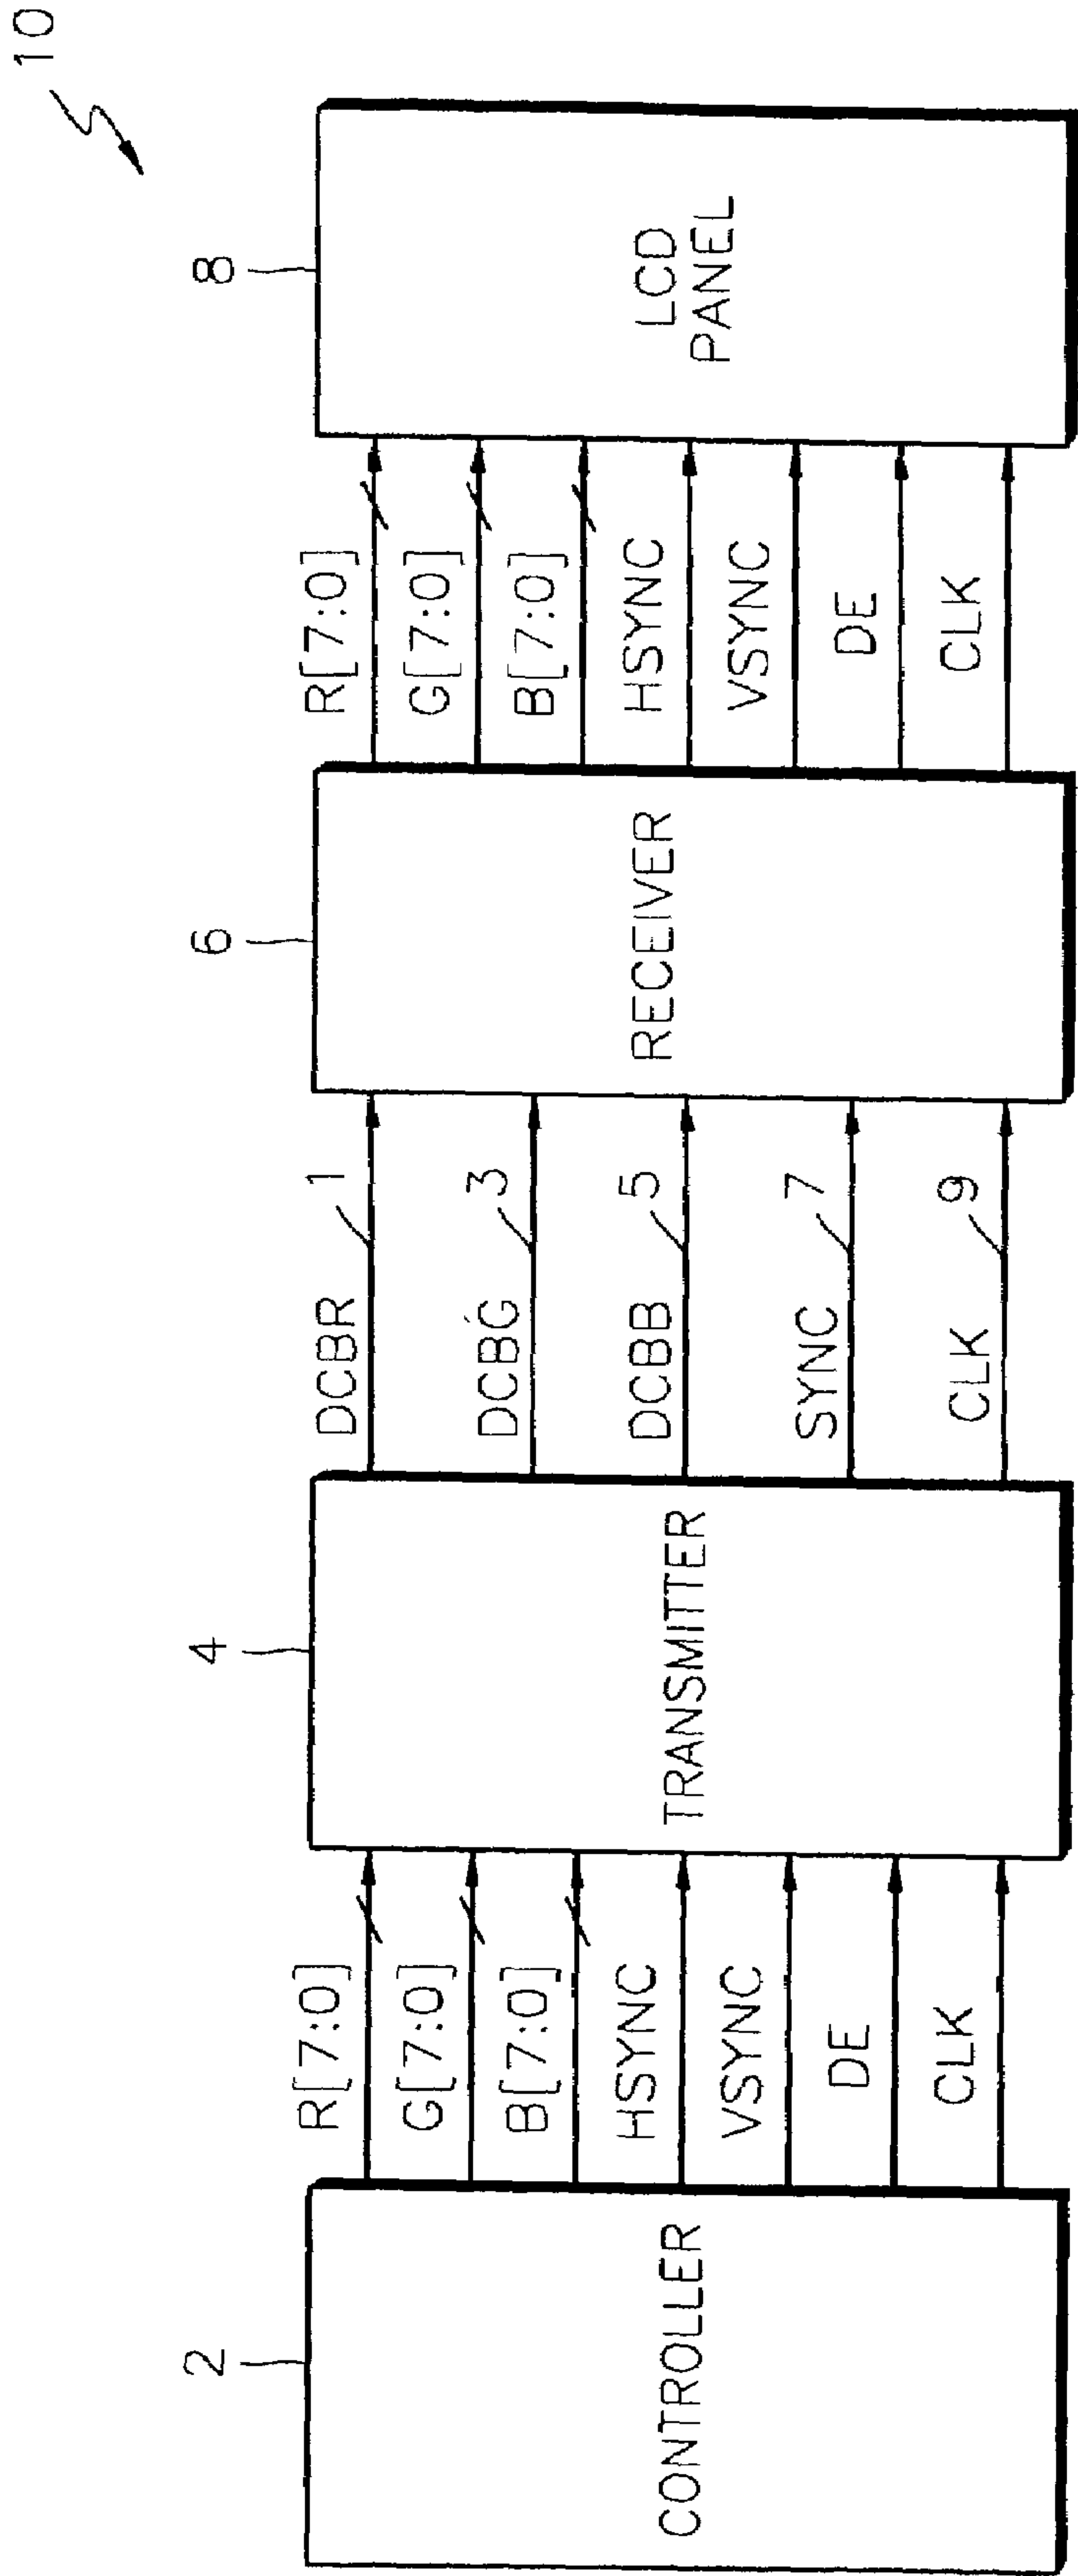 10
2
4
6
8
CONTROLLER
R[7:0]
G[7:0]
B[7:0]
HSYNC
VSYNC
DE
CLK
TRANSMITTER
DCBR
1
DCBG
3
DCBB
5
SYNC
7
CLK
9
RECEIVER
R[7:0]
G[7:0]
B[7:0]
HSYNC
VSYNC
DE
CLK
LCD
PANEL